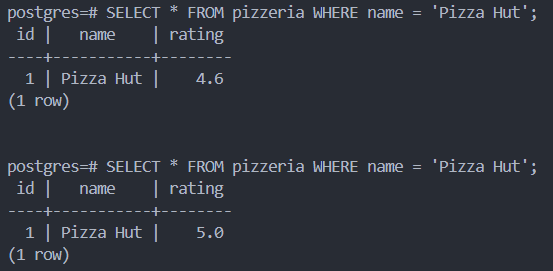 postgres=# SELECT * FROM pizzeria WHERE name = 'Pizza Hut';
 id |   name    | rating
----+-----------+--------
  1 | Pizza Hut |    4.6
(1 row)

postgres=# SELECT * FROM pizzeria WHERE name = 'Pizza Hut';
 id |   name    | rating
----+-----------+--------
  1 | Pizza Hut |    5.0
(1 row)